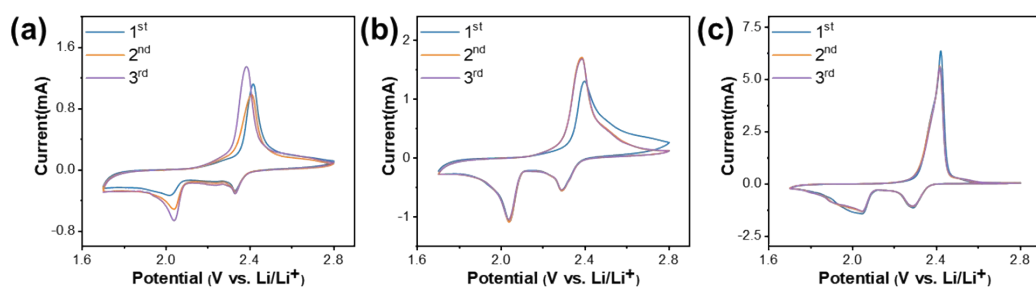 (a)
1st
2nd
3rd
Current(mA)
1.6
0.8
0.0
-0.8
1.6 2.0 2.4 2.8
Potential (V vs. Li/Li+)
(b)
1st
2nd
3rd
Current(mA)
2
1
0
-1
1.6 2.0 2.4 2.8
Potential (V vs. Li/Li+)
(c)
1st
2nd
3rd
Current(mA)
7.5
5.0
2.5
0.0
-2.5
1.6 2.0 2.4 2.8
Potential (V vs. Li/Li+)